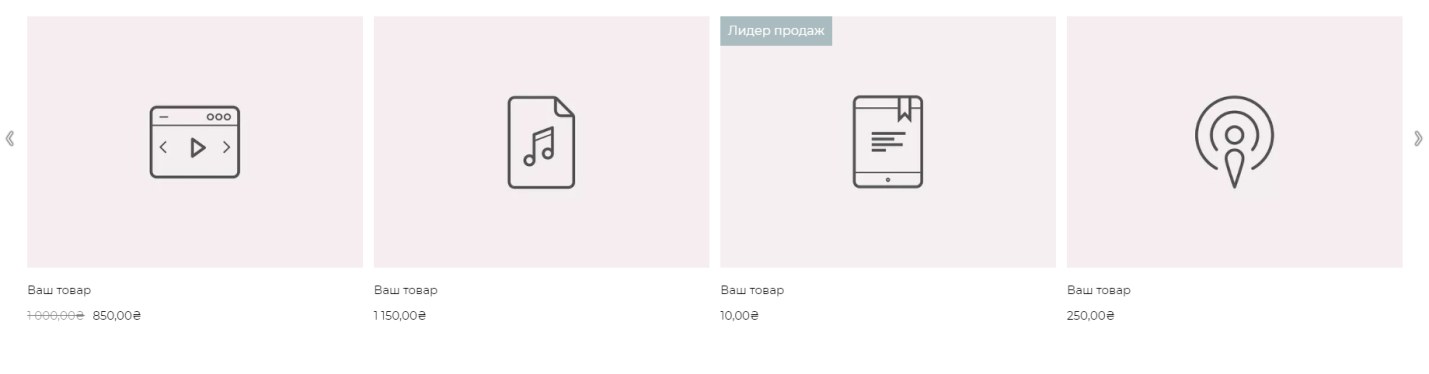 Лидер продаж
Ваш товар
1 000,00₴ 850,00₴
Ваш товар
1 150,00₴
Ваш товар
10,00₴
Ваш товар
250,00₴